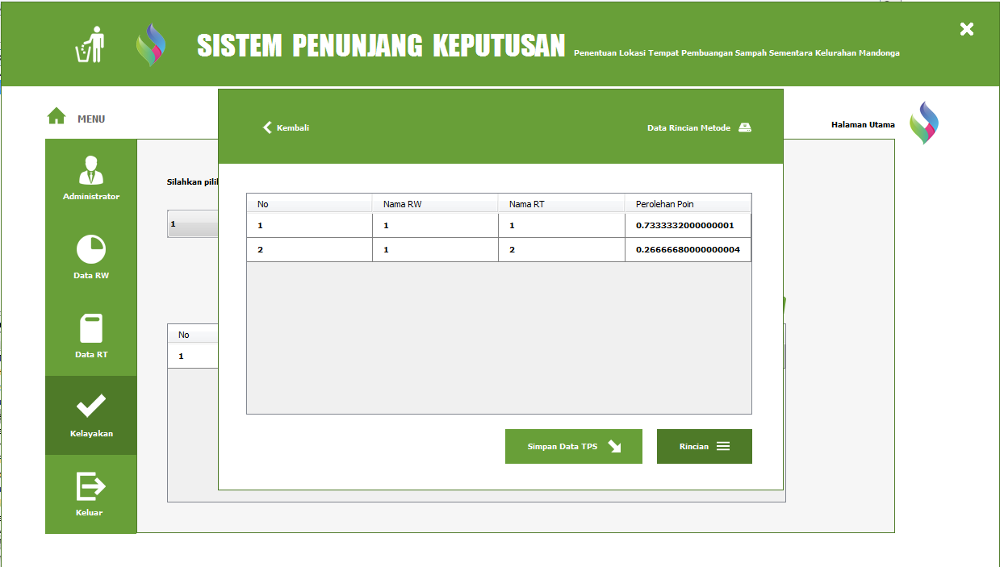 SISTEM PENUNJANG KEPUTUSAN
Penentuan Lokasi Tempat Pembuangan Sampah Sementara Kelurahan Mandonga
MENU
Halaman Utama
Administrator
Data RW
Data RT
Kelayakan
Keluar
Silahkan
1
No
1
Kembali
Data Rincian Metode
No Nama RW Nama RT Perolehan Poin
1 1 1 0.7333332000000001
2 1 2 0.26666680000000004
Simpan Data TPS
Rincian